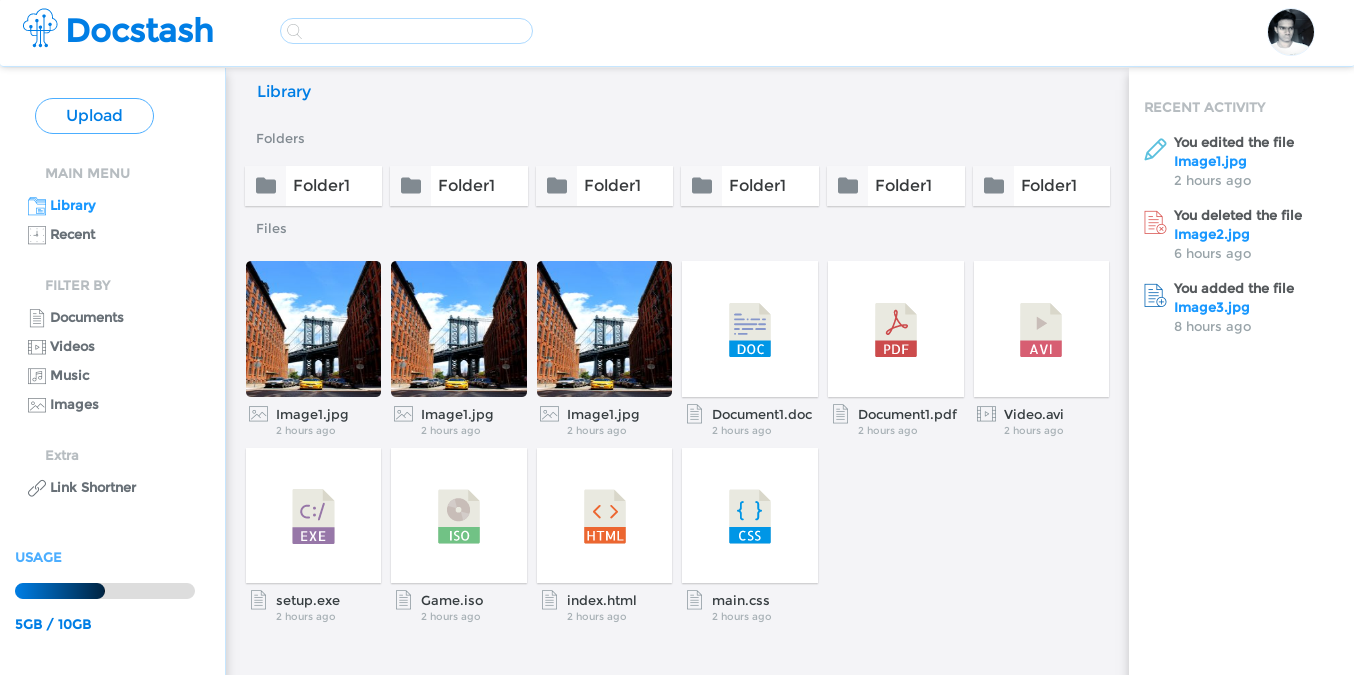 Docstash
Upload
MAIN MENU
Library
Recent
FILTER BY
Documents
Videos
Music
Images
Extra
Link Shortner
USAGE
5GB / 10GB
Library
Folders
Folder1 Folder1 Folder1 Folder1 Folder1 Folder1
Files
DOC PDF AVI
Image1.jpg Image1.jpg Image1.jpg Document1.doc Document1.pdf Video.avi
2 hours ago 2 hours ago 2 hours ago 2 hours ago 2 hours ago 2 hours ago
C:/ < > { }
EXE ISO HTML CSS
setup.exe Game.iso index.html main.css
2 hours ago 2 hours ago 2 hours ago 2 hours ago
RECENT ACTIVITY
You edited the file
Image1.jpg
2 hours ago
You deleted the file
Image2.jpg
6 hours ago
You added the file
Image3.jpg
8 hours ago